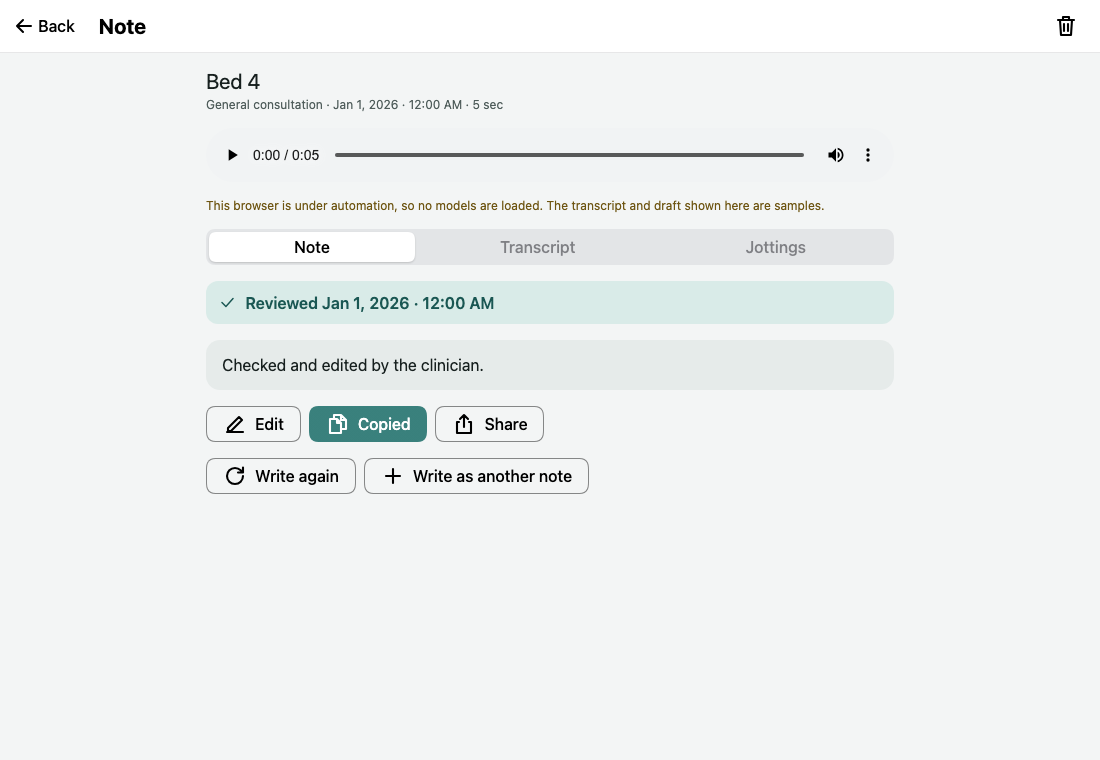 Back
Note
Bed 4
General consultation · Jan 1, 2026 · 12:00 AM · 5 sec
0:00 / 0:05
This browser is under automation, so no models are loaded. The transcript and draft shown here are samples.
Note
Transcript
Jottings
Reviewed Jan 1, 2026 · 12:00 AM
Checked and edited by the clinician.
Edit
Copied
Share
Write again
Write as another note